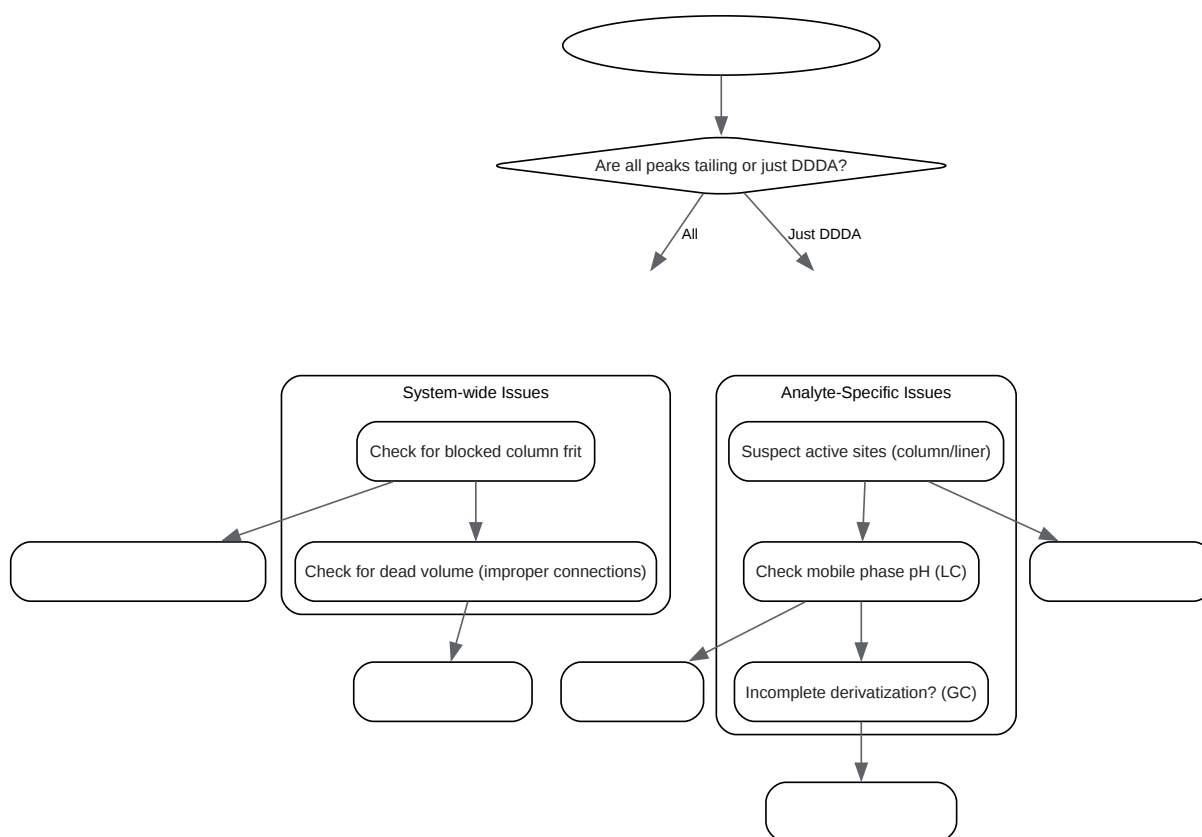 Are all peaks tailing or just DDDA?
All
Just DDDA
System-wide Issues
Analyte-Specific Issues
Check for blocked column frit
Suspect active sites (column/liner)
Check for dead volume (improper connections)
Check mobile phase pH (LC)
Incomplete derivatization? (GC)